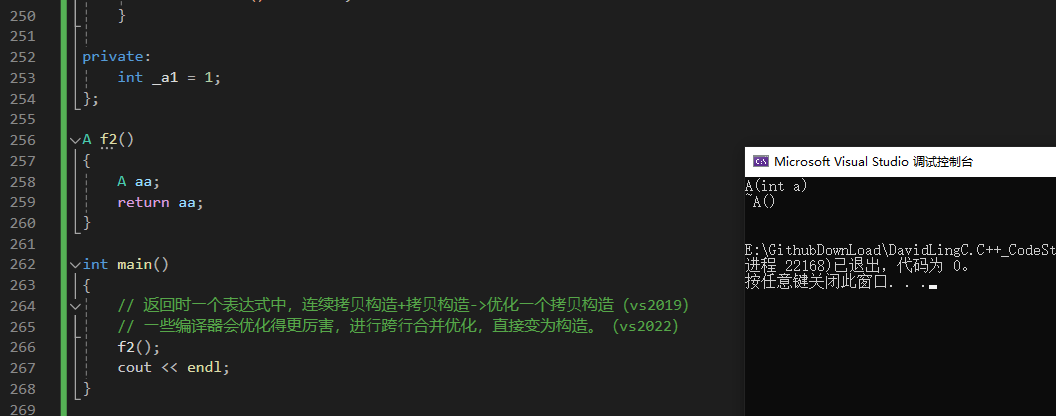 250 }
251
252 private:
253 int _a1 = 1;
254 };
255
256 A f2()
257 {
258 A aa;
259 return aa;
260 }
261
262 int main()
263 {
264 // 返回时一个表达式中，连续拷贝构造+拷贝构造->优化一个拷贝构造（vs2019）
265 // 一些编译器会优化得更厉害，进行跨行合并优化，直接变为构造。（vs2022）
266 f2();
267 cout << endl;
268 }
269
Microsoft Visual Studio 调试控制台
A(int a)
~A()
E:\GithubDownLoad\DavidLingC.C++_CodeSt
进程 22168)已退出，代码为 0。
按任意键关闭此窗口. . .